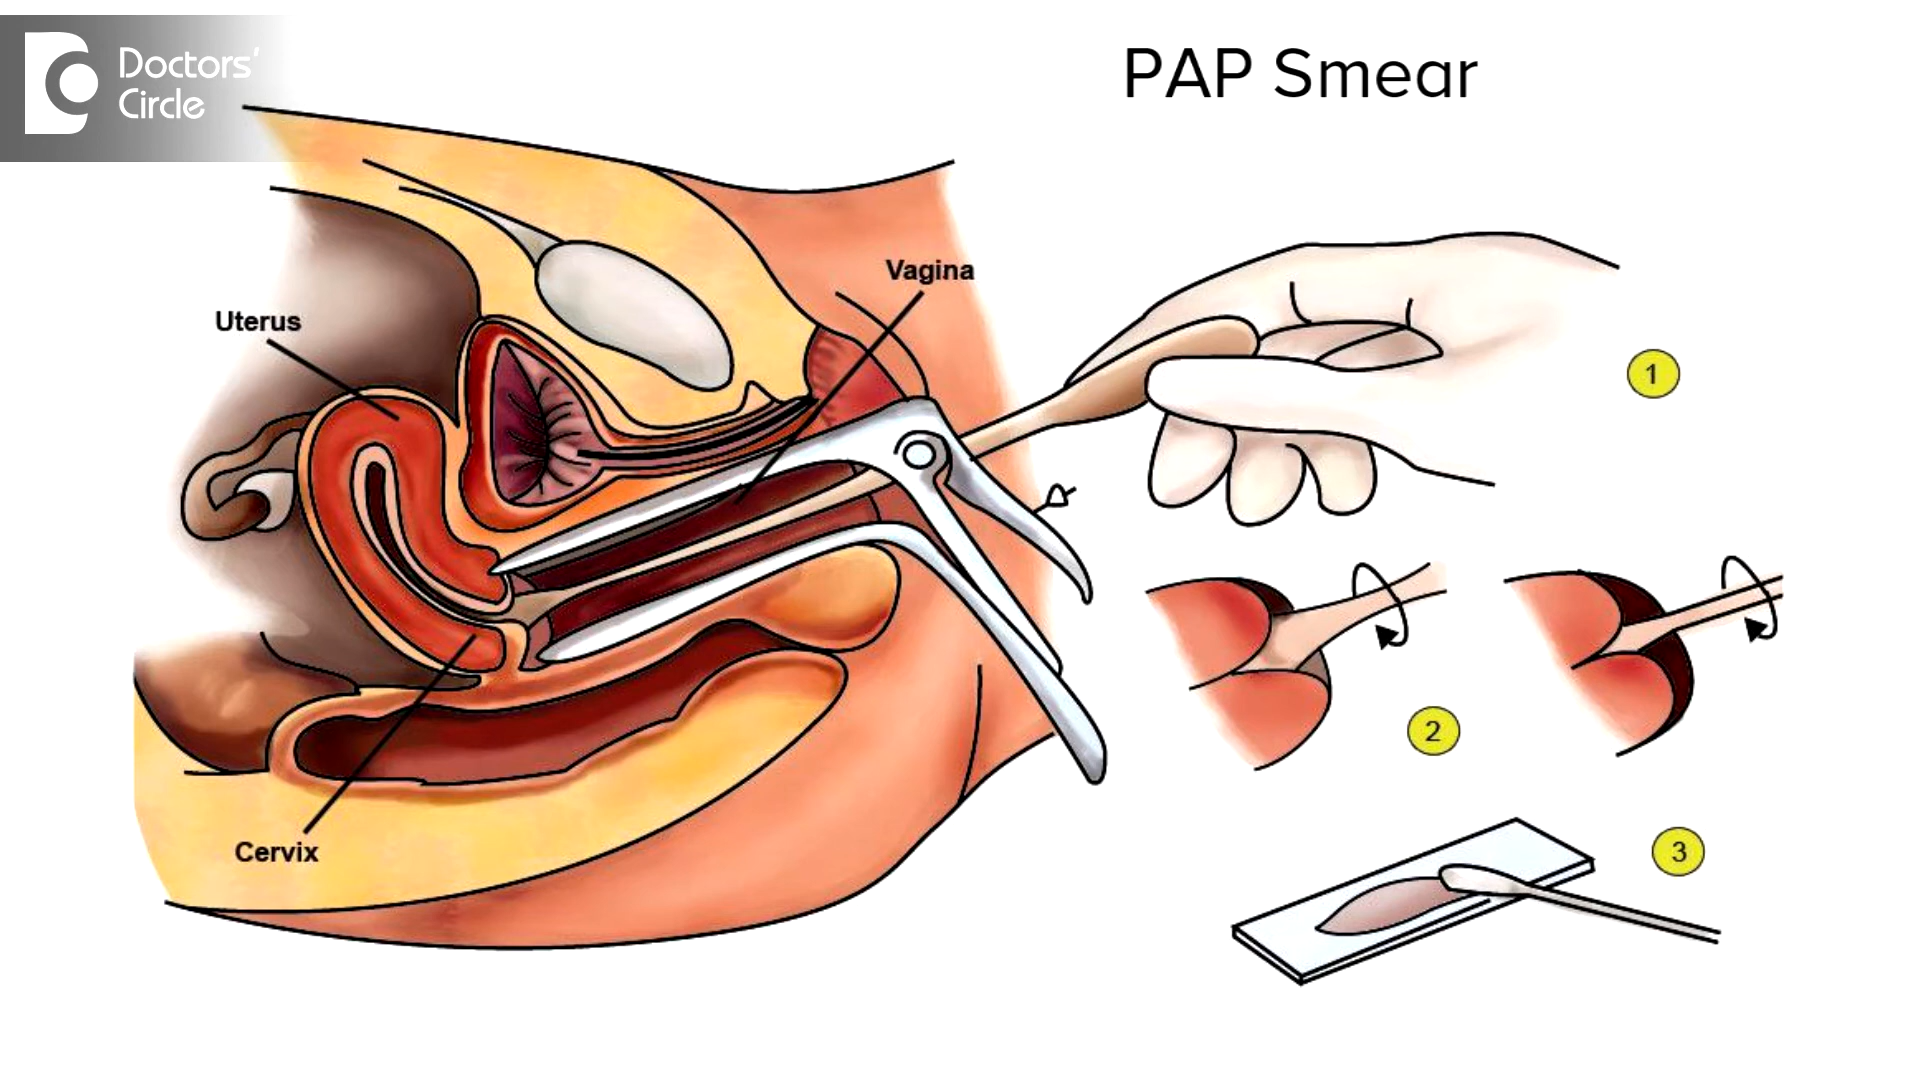 Doctors'
Circle
PAP Smear
Vagina
Uterus
1
2
3
Cervix